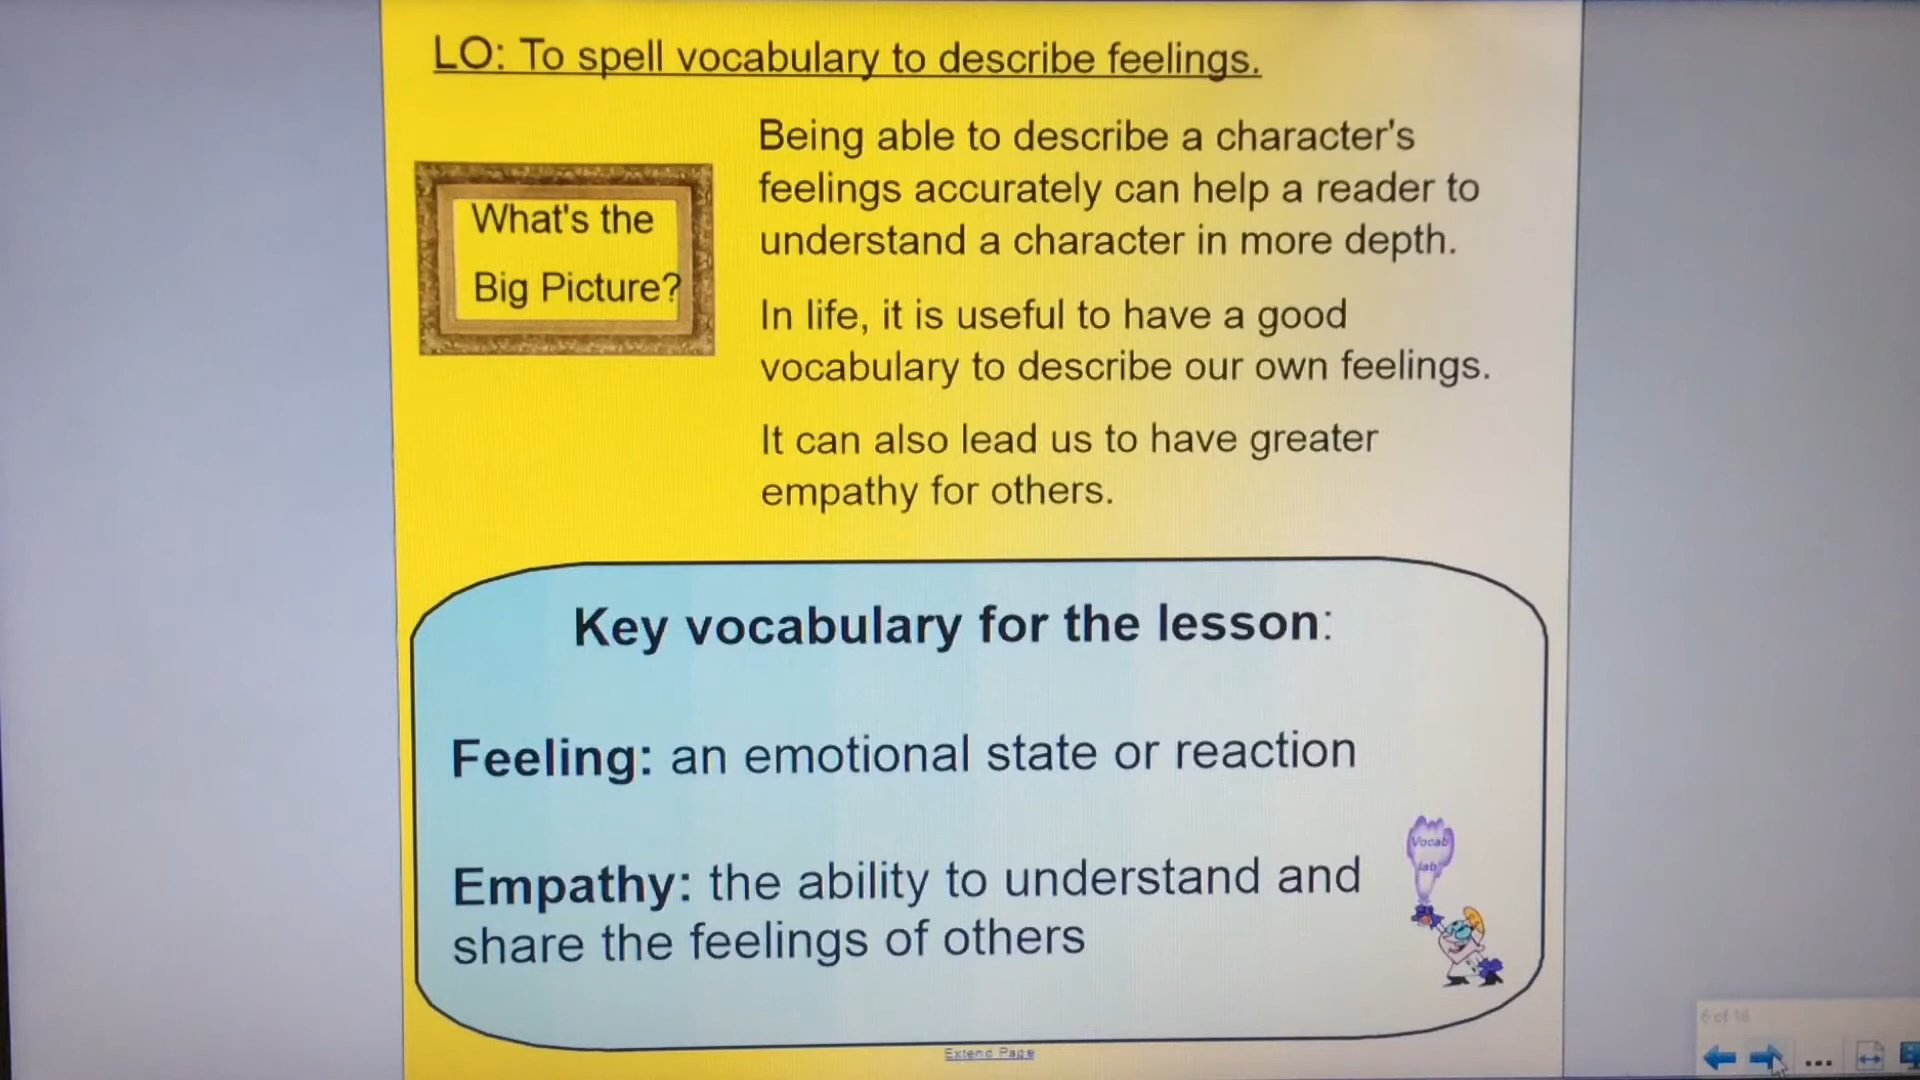 LO: To spell vocabulary to describe feelings.
What's the
Big Picture?
Being able to describe a character's
feelings accurately can help a reader to
understand a character in more depth.
In life, it is useful to have a good
vocabulary to describe our own feelings.
It can also lead us to have greater
empathy for others.
Key vocabulary for the lesson:
Feeling: an emotional state or reaction
Empathy: the ability to understand and
share the feelings of others
Vocab
lab
Extend Page
6 of 16
...